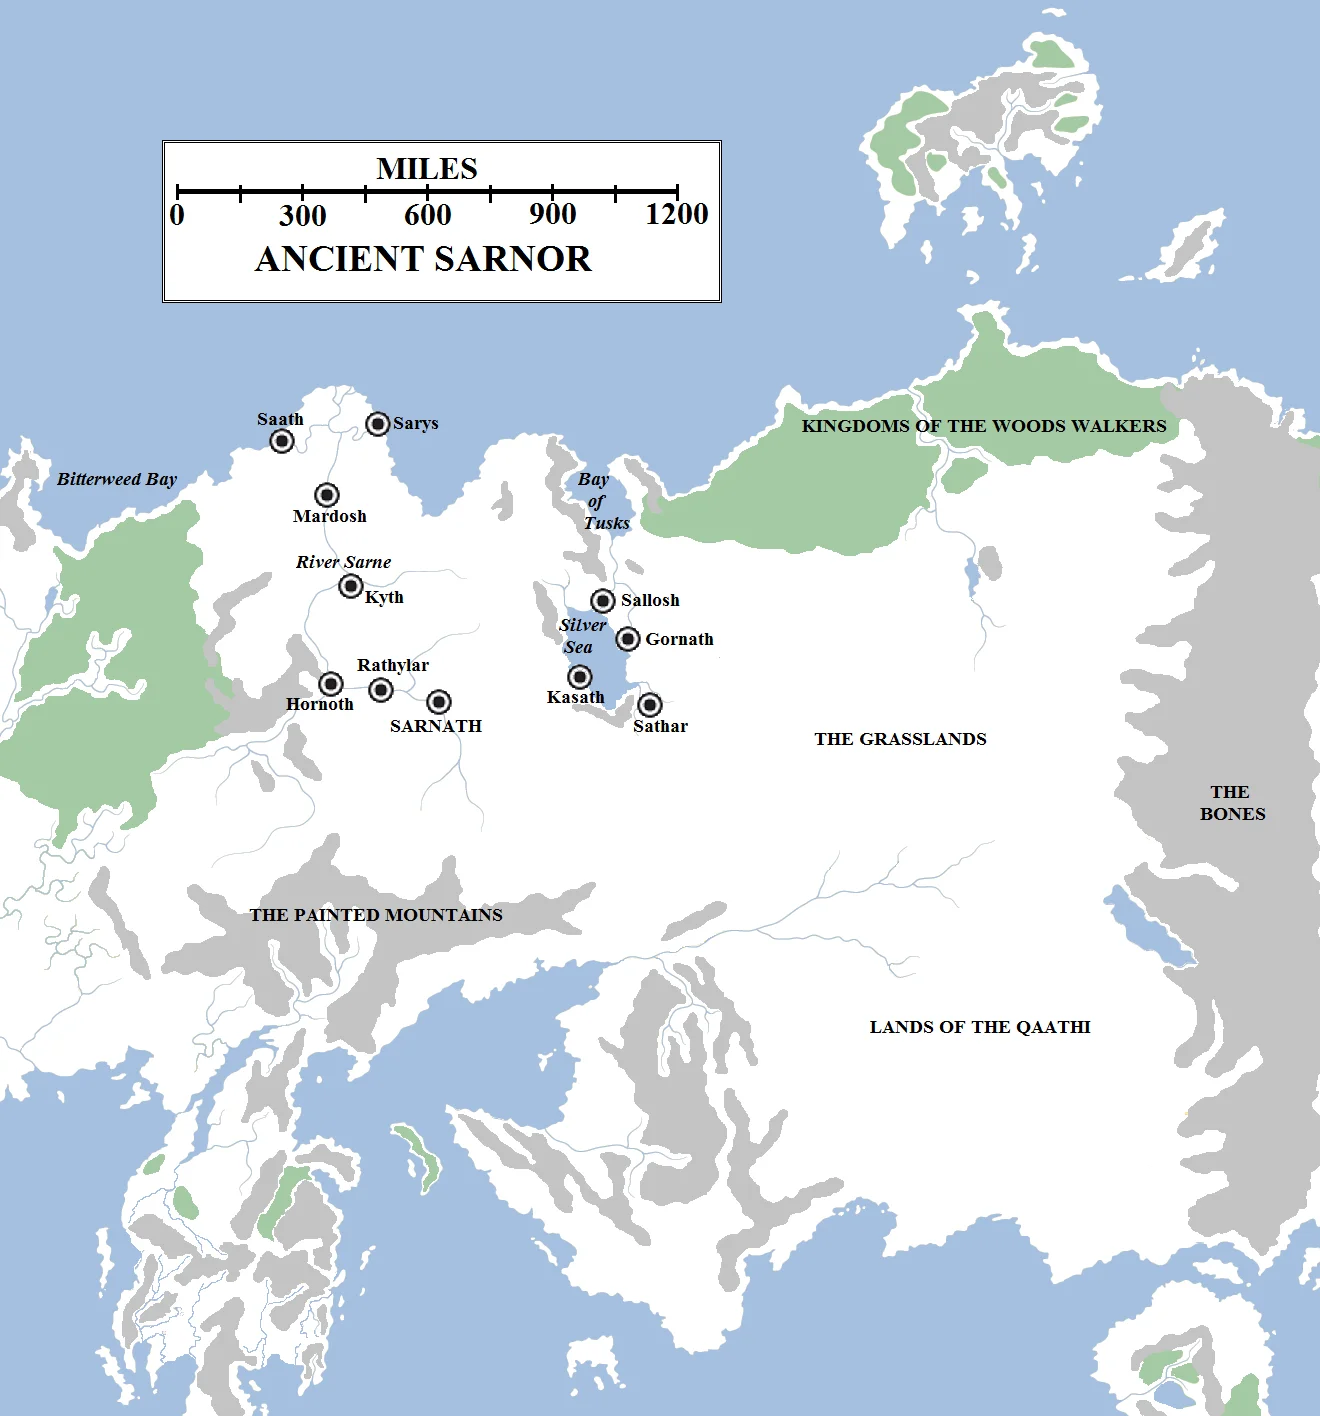 MILES
0 300 600 900 1200
ANCIENT SARNOR
Saath
Sarys
KINGDOMS OF THE WOODS WALKERS
Bitterweed Bay
Bay
of
Tusks
Mardosh
River Sarne
Kyth
Sallosh
Silver
Sea
Gornath
Rathylar
Hornoth
Kasath
SARNATH
Sathar
THE GRASSLANDS
THE
BONES
THE PAINTED MOUNTAINS
LANDS OF THE QAATHI